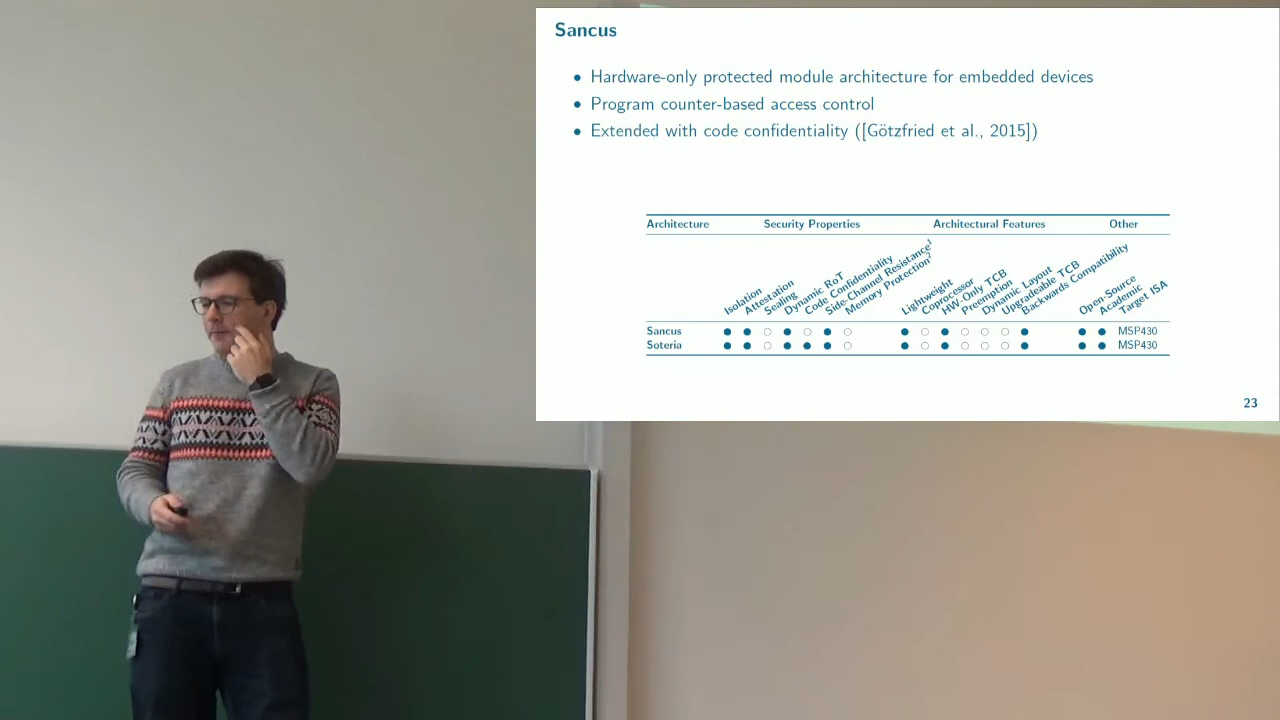 Sancus
• Hardware-only protected module architecture for embedded devices
• Program counter-based access control
• Extended with code confidentiality ([Götzfried et al., 2015])
Architecture Security Properties Architectural Features Other
Isolation Attestation Sealing Dynamic RoT Code Confidentiality Side-Channel Resistance¹ Memory Protection² Lightweight Coprocessor HW-Only TCB Preemption Dynamic Layout Upgradeable TCB Backwards Compatibility Open-Source Academic Target ISA
Sancus ● ● ○ ● ○ ● ○ ● ○ ● ○ ○ ○ ● ● ● MSP430
Soteria ● ● ○ ● ● ● ○ ● ○ ● ○ ○ ○ ● ● ● MSP430
23